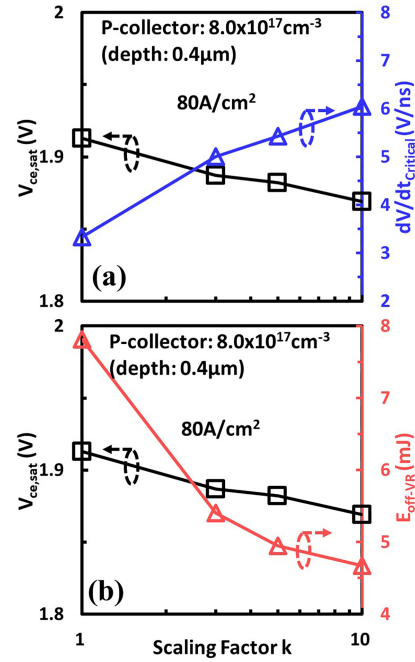 2
P-collector: 8.0x10¹⁷cm⁻³
(depth: 0.4μm)
80A/cm²
1.9
1.8
V_ce,sat (V)
8
7
6
5
4
3
2
dV/dt_Critical (V/ns)
(a)
1
10
2
P-collector: 8.0x10¹⁷cm⁻³
(depth: 0.4μm)
80A/cm²
1.9
1.8
V_ce,sat (V)
8
7
6
5
4
E_off-VR (mJ)
(b)
1
10
Scaling Factor k